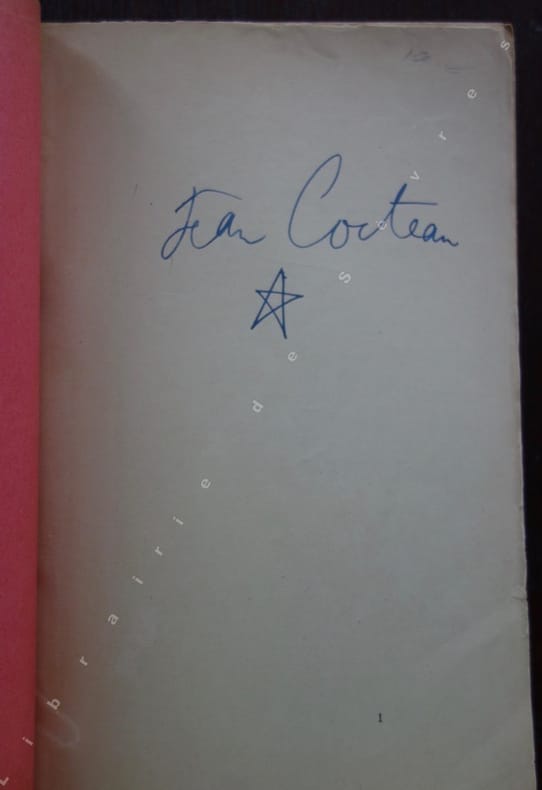 Jean Cocteau
Librairie de sevres
1